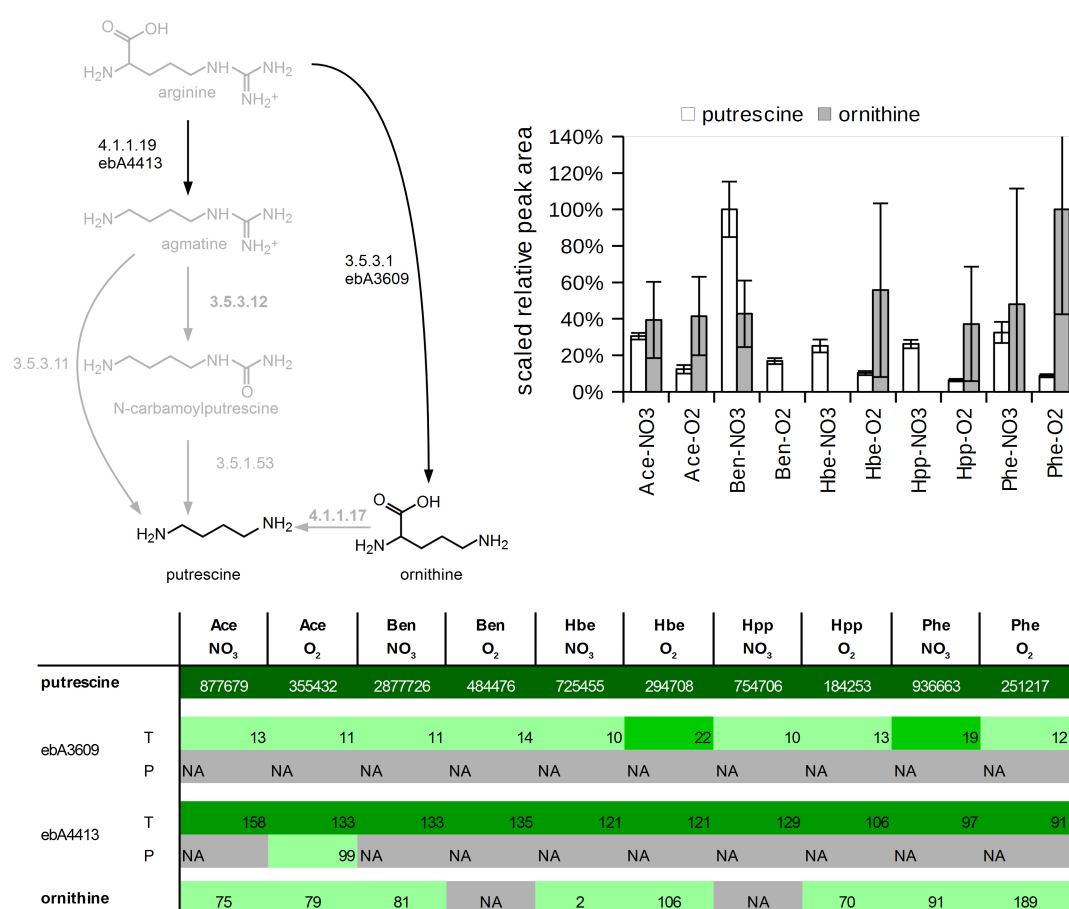 O
OH
H₂N
NH
NH₂
NH₂⁺
arginine
4.1.1.19
ebA4413
H₂N
NH
NH₂
NH₂⁺
agmatine
3.5.3.1
ebA3609
3.5.3.12
3.5.3.11
H₂N
NH
NH₂
O
N-carbamoylputrescine
3.5.1.53
H₂N
NH₂
putrescine
4.1.1.17
O
OH
H₂N
NH₂
ornithine
putrescine ornithine
scaled relative peak area
140%
120%
100%
80%
60%
40%
20%
0%
Ace-NO3
Ace-O2
Ben-NO3
Ben-O2
Hbe-NO3
Hbe-O2
Hpp-NO3
Hpp-O2
Phe-NO3
Phe-O2
Ace Ace Ben Ben Hbe Hbe Hpp Hpp Phe Phe
NO₃ O₂ NO₃ O₂ NO₃ O₂ NO₃ O₂ NO₃ O₂
putrescine 877679 355432 2877726 484476 725455 294708 754706 184253 936663 251217
ebA3609
T 13 11 11 14 10 22 10 13 19 12
P NA NA NA NA NA NA NA NA NA NA
ebA4413
T 158 133 133 135 121 121 129 106 97 91
P NA 99 NA NA NA NA NA NA NA NA
ornithine 75 79 81 NA 2 106 NA 70 91 189